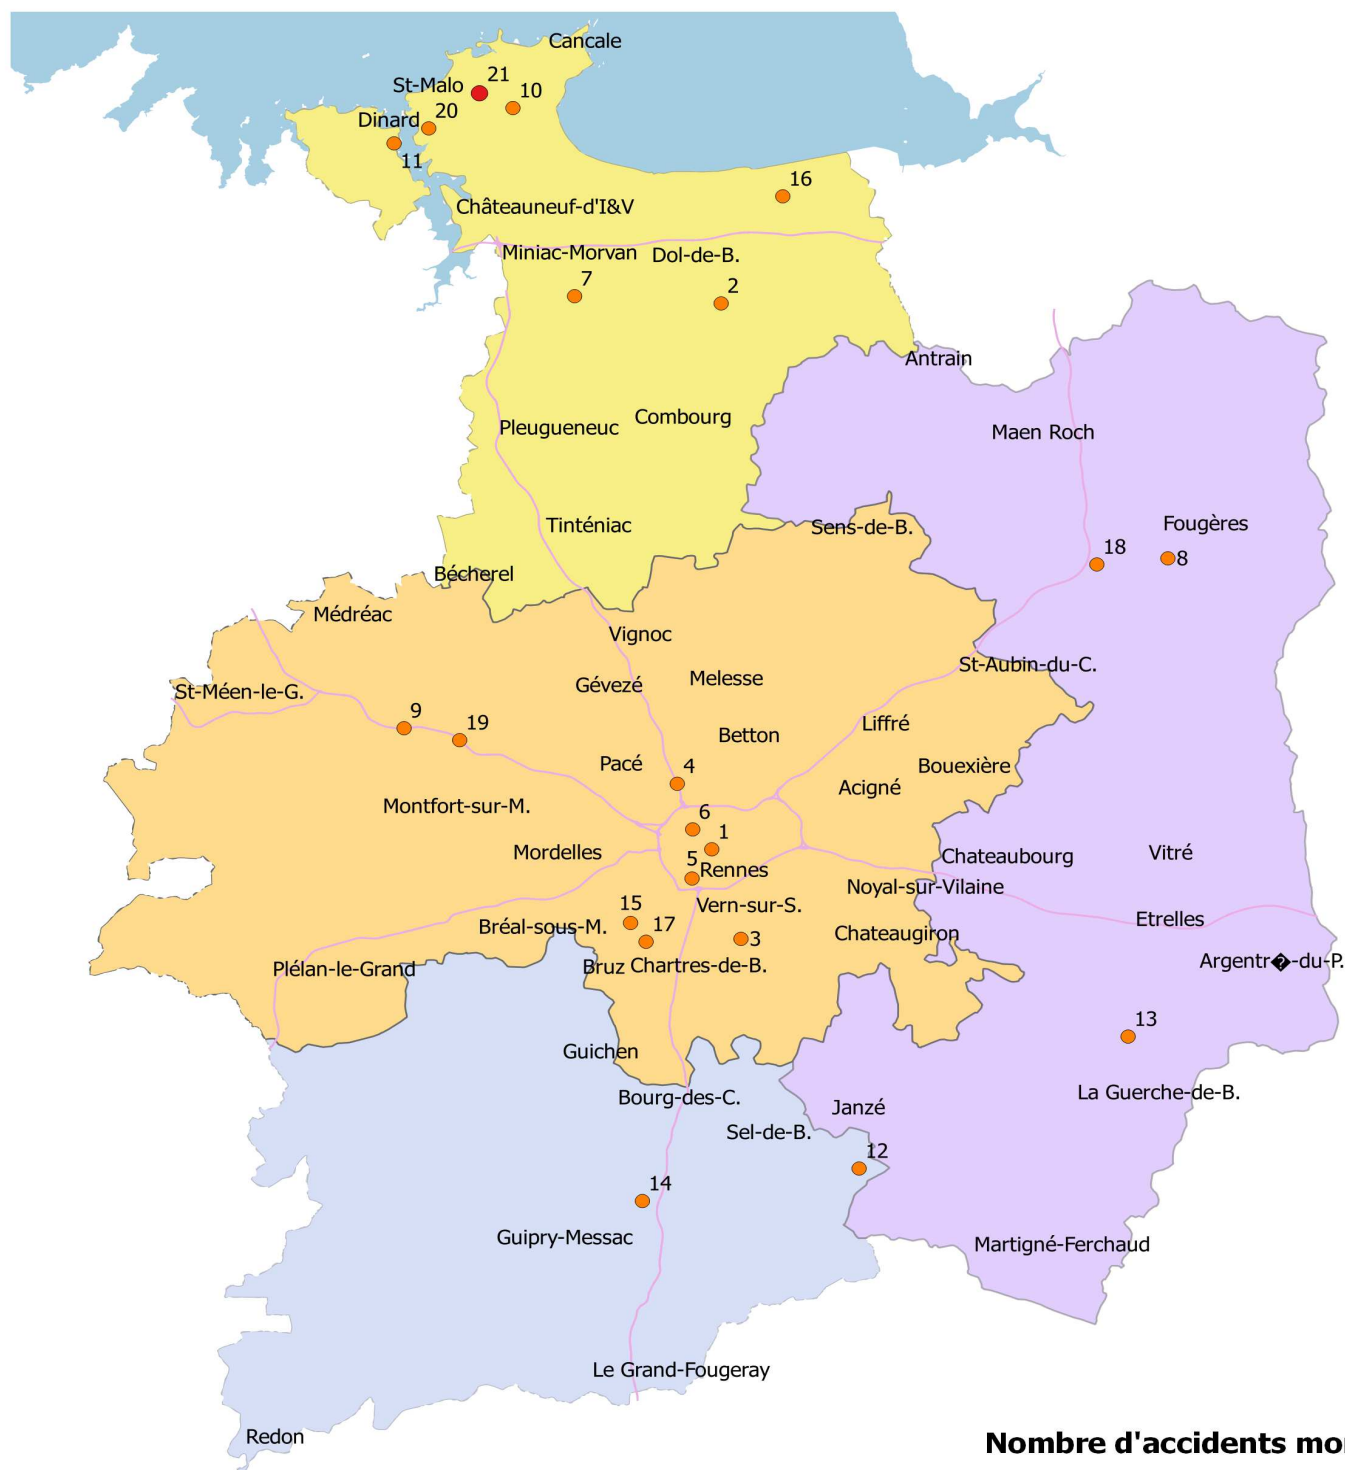 Cancale
21
St-Malo
10
20
Dinard
11
16
Châteauneuf-d'I&V
Miniac-Morvan
Dol-de-B.
7
2
Antrain
Combourg
Pleugueneuc
Maen Roch
Fougères
Tinténiac
Sens-de-B.
18
8
Bécherel
Médréac
Vignoc
St-Aubin-du-C.
Melesse
Gévezé
St-Méen-le-G.
9
19
Liffré
Betton
Pacé
4
Bouexière
Acigné
Montfort-sur-M.
6
1
Mordelles
5
Rennes
Chateaubourg
Vitré
Noyal-sur-Vilaine
15
Vern-sur-S.
Etrelles
17
Bréal-sous-M.
3
Chateaugiron
Plélan-le-Grand
Bruz
Chartres-de-B.
Argentr�-du-P.
13
Guichen
Bourg-des-C.
La Guerche-de-B.
Janzé
Sel-de-B.
12
14
Guipry-Messac
Martigné-Ferchaud
Le Grand-Fougeray
Redon
Nombre d'accidents